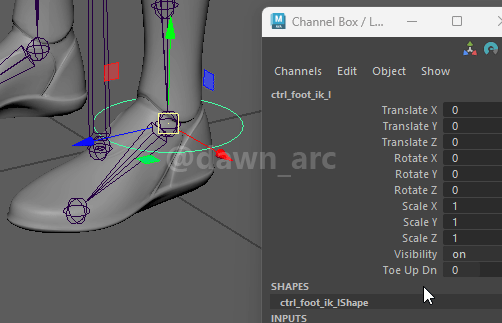 Channel Box / L...
Channels Edit Object Show
ctrl_foot_ik_l
Translate X 0
Translate Y 0
Translate Z 0
Rotate X 0
Rotate Y 0
Rotate Z 0
Scale X 1
Scale Y 1
Scale Z 1
Visibility on
Toe Up Dn 0
SHAPES
ctrl_foot_ik_lShape
INPUTS
@dawn_arc